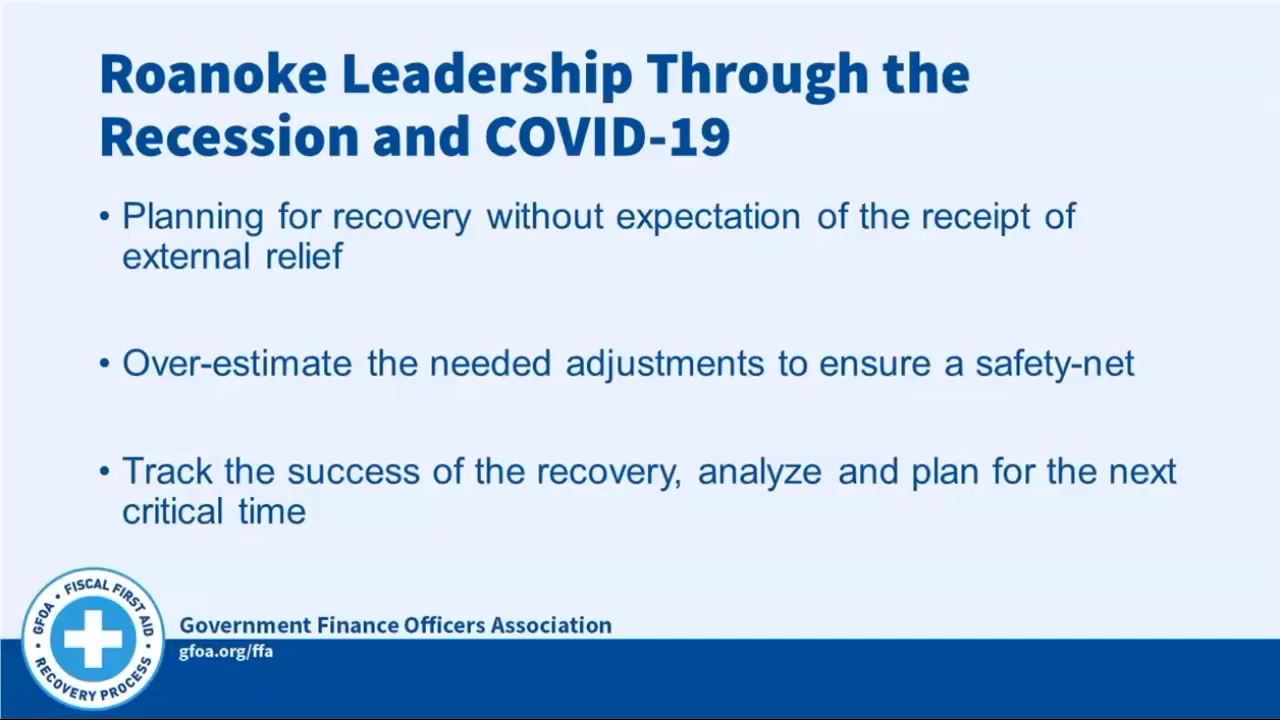 Roanoke Leadership Through the
Recession and COVID-19
• Planning for recovery without expectation of the receipt of
external relief
• Over-estimate the needed adjustments to ensure a safety-net
• Track the success of the recovery, analyze and plan for the next
critical time
GFOA • FISCAL FIRST AID • RECOVERY PROCESS •
Government Finance Officers Association
gfoa.org/ffa